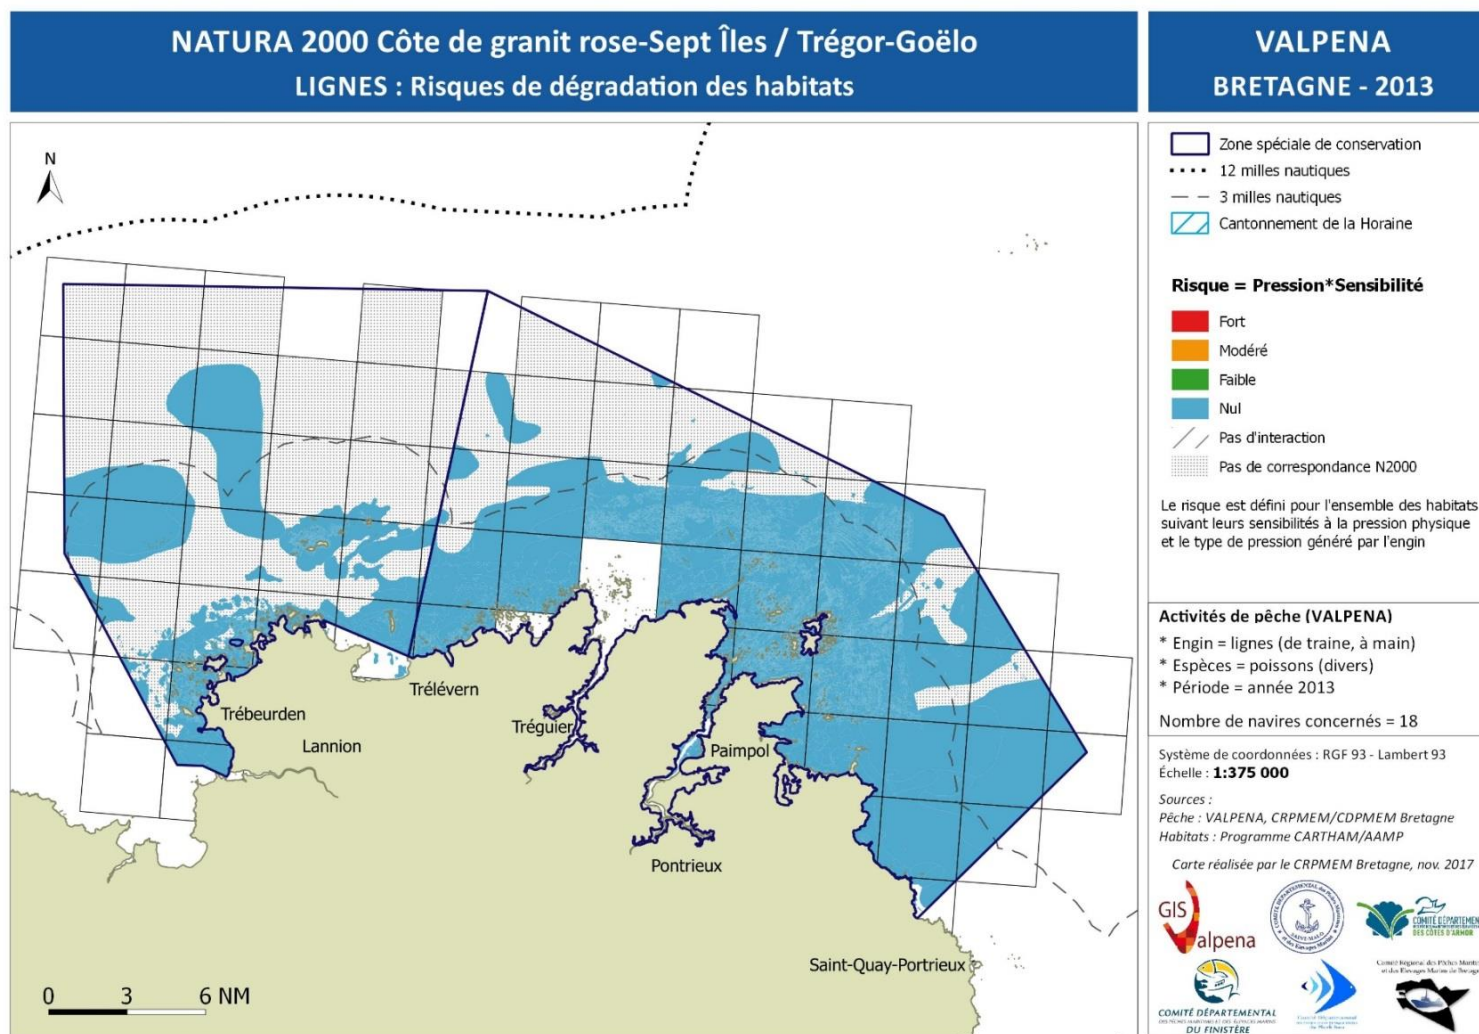 NATURA 2000 Côte de granit rose-Sept Îles / Trégor-Goëlo
LIGNES : Risques de dégradation des habitats
VALPENA
BRETAGNE - 2013
N
Trébeurden
Lannion
Trélévern
Tréguier
Paimpol
Pontrieux
Saint-Quay-Portrieux
0 3 6 NM
Zone spéciale de conservation
12 milles nautiques
3 milles nautiques
Cantonnement de la Horaine
Risque = Pression*Sensibilité
Fort
Modéré
Faible
Nul
Pas d'interaction
Pas de correspondance N2000
Le risque est défini pour l'ensemble des habitats
suivant leurs sensibilités à la pression physique
et le type de pression généré par l'engin
Activités de pêche (VALPENA)
* Engin = lignes (de traine, à main)
* Espèces = poissons (divers)
* Période = année 2013
Nombre de navires concernés = 18
Système de coordonnées : RGF 93 - Lambert 93
Échelle : 1:375 000
Sources :
Pêche : VALPENA, CRPMEM/CDPMEM Bretagne
Habitats : Programme CARTHAM/AAMP
Carte réalisée par le CRPMEM Bretagne, nov. 2017
GIS
Valpena
SAINT-MALO
COMITÉ DÉPARTEMEN
DES CÔTES D'ARMOR
COMITÉ DÉPARTEMENTAL
DU FINISTÈRE